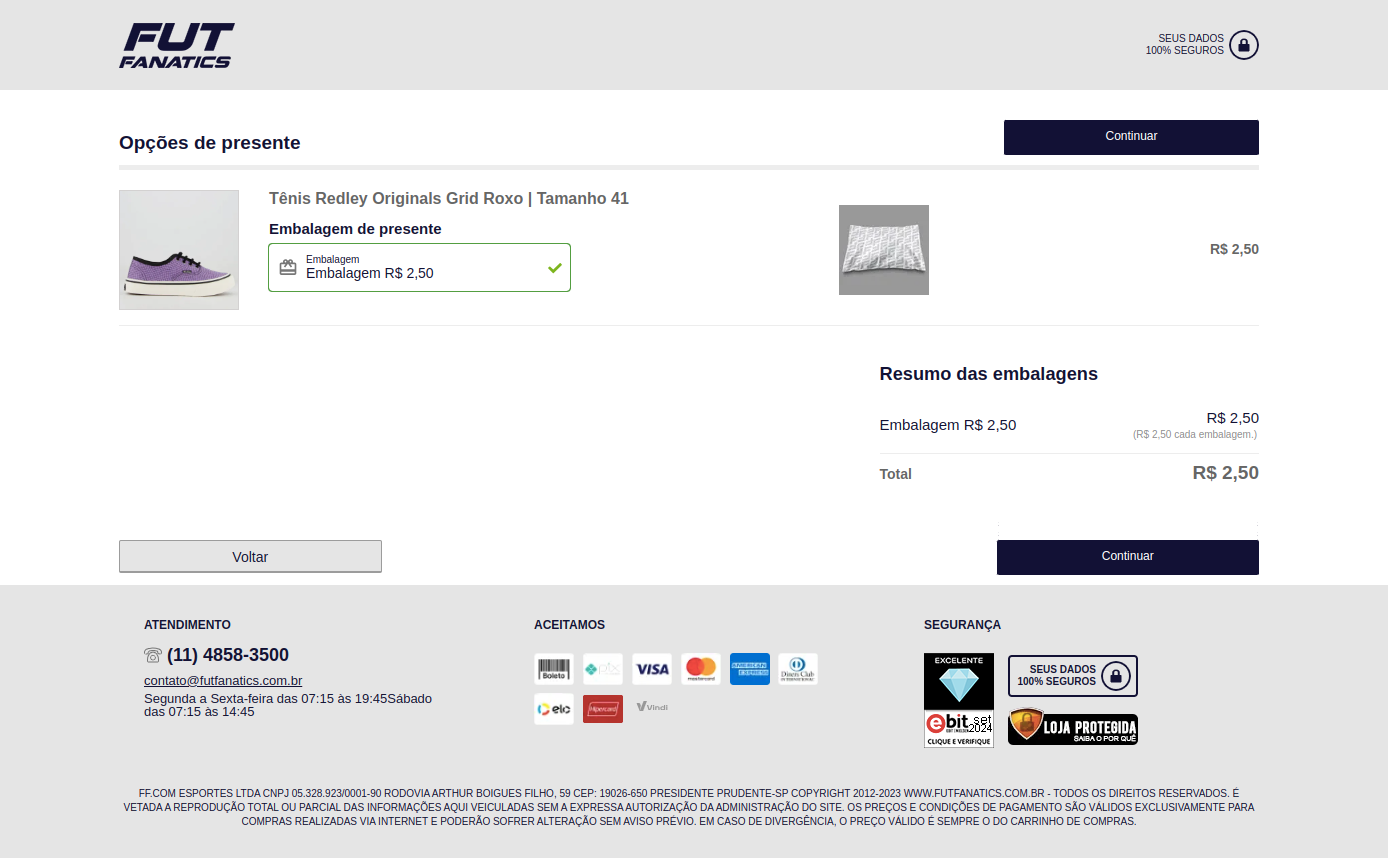 FUT
FANATICS
SEUS DADOS
100% SEGUROS
Opções de presente
Continuar
Tênis Redley Originals Grid Roxo | Tamanho 41
Embalagem de presente
Embalagem
Embalagem R$ 2,50
R$ 2,50
Resumo das embalagens
Embalagem R$ 2,50
R$ 2,50
(R$ 2,50 cada embalagem.)
Total
R$ 2,50
Voltar
Continuar
ATENDIMENTO
(11) 4858-3500
contato@futfanatics.com.br
Segunda a Sexta-feira das 07:15 às 19:45Sábado
das 07:15 às 14:45
ACEITAMOS
Boleto
pix
VISA
mastercard
AMERICAN
EXPRESS
Diners Club
INTERNATIONAL
elo
Hipercard
Vindi
SEGURANÇA
EXCELENTE
ebit
set
2024
CLIQUE E VERIFIQUE
SEUS DADOS
100% SEGUROS
LOJA PROTEGIDA
SAIBA O POR QUÊ
FF.COM ESPORTES LTDA CNPJ 05.328.923/0001-90 RODOVIA ARTHUR BOIGUES FILHO, 59 CEP: 19026-650 PRESIDENTE PRUDENTE-SP COPYRIGHT 2012-2023 WWW.FUTFANATICS.COM.BR - TODOS OS DIREITOS RESERVADOS. É
VETADA A REPRODUÇÃO TOTAL OU PARCIAL DAS INFORMAÇÕES AQUI VEICULADAS SEM A EXPRESSA AUTORIZAÇÃO DA ADMINISTRAÇÃO DO SITE. OS PREÇOS E CONDIÇÕES DE PAGAMENTO SÃO VÁLIDOS EXCLUSIVAMENTE PARA
COMPRAS REALIZADAS VIA INTERNET E PODERÃO SOFRER ALTERAÇÃO SEM AVISO PRÉVIO. EM CASO DE DIVERGÊNCIA, O PREÇO VÁLIDO É SEMPRE O DO CARRINHO DE COMPRAS.